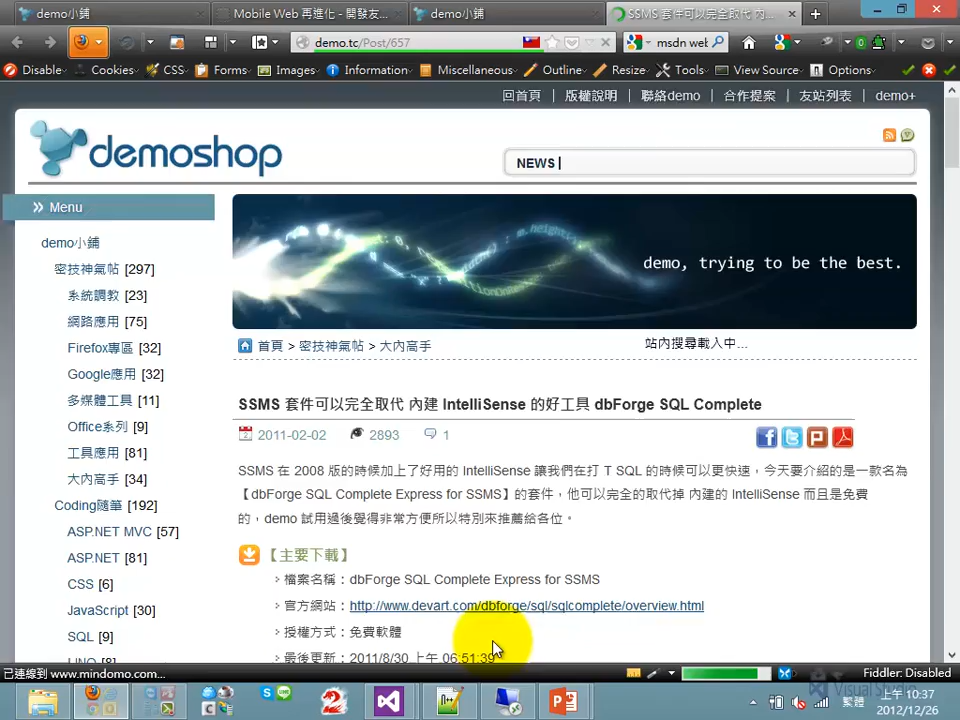 demo小鋪
Mobile Web 再進化 - 開發友...
demo小鋪
SSMS 套件可以完全取代 內...
demo.tc/Post/657
msdn web
Disable
Cookies
CSS
Forms
Images
Information
Miscellaneous
Outline
Resize
Tools
View Source
Options
回首頁 | 版權說明 | 聯絡demo | 合作提案 | 友站列表 | demo+
demoshop
NEWS |
Menu
demo, trying to be the best.
demo小鋪
密技神氣帖 [297]
系統調教 [23]
網路應用 [75]
Firefox專區 [32]
Google應用 [32]
多媒體工具 [11]
Office系列 [9]
工具應用 [81]
大內高手 [34]
Coding隨筆 [192]
ASP.NET MVC [57]
ASP.NET [81]
CSS [6]
JavaScript [30]
SQL [9]
LINQ [8]
首頁 > 密技神氣帖 > 大內高手
站內搜尋載入中...
SSMS 套件可以完全取代 內建 IntelliSense 的好工具 dbForge SQL Complete
2011-02-02 2893 1
SSMS 在 2008 版的時候加上了好用的 IntelliSense 讓我們在打 T SQL 的時候可以更快速，今天要介紹的是一款名為
【dbForge SQL Complete Express for SSMS】的套件，他可以完全的取代掉 內建的 IntelliSense 而且是免費
的，demo 試用過後覺得非常方便所以特別來推薦給各位。
【主要下載】
檔案名稱：dbForge SQL Complete Express for SSMS
官方網站：http://www.devart.com/dbforge/sql/sqlcomplete/overview.html
授權方式：免費軟體
最後更新：2011/8/30 上午 06:51:39
已連線到 www.mindomo.com...
Fiddler: Disabled
Visual Studio
繁體
上午 10:37
2012/12/26